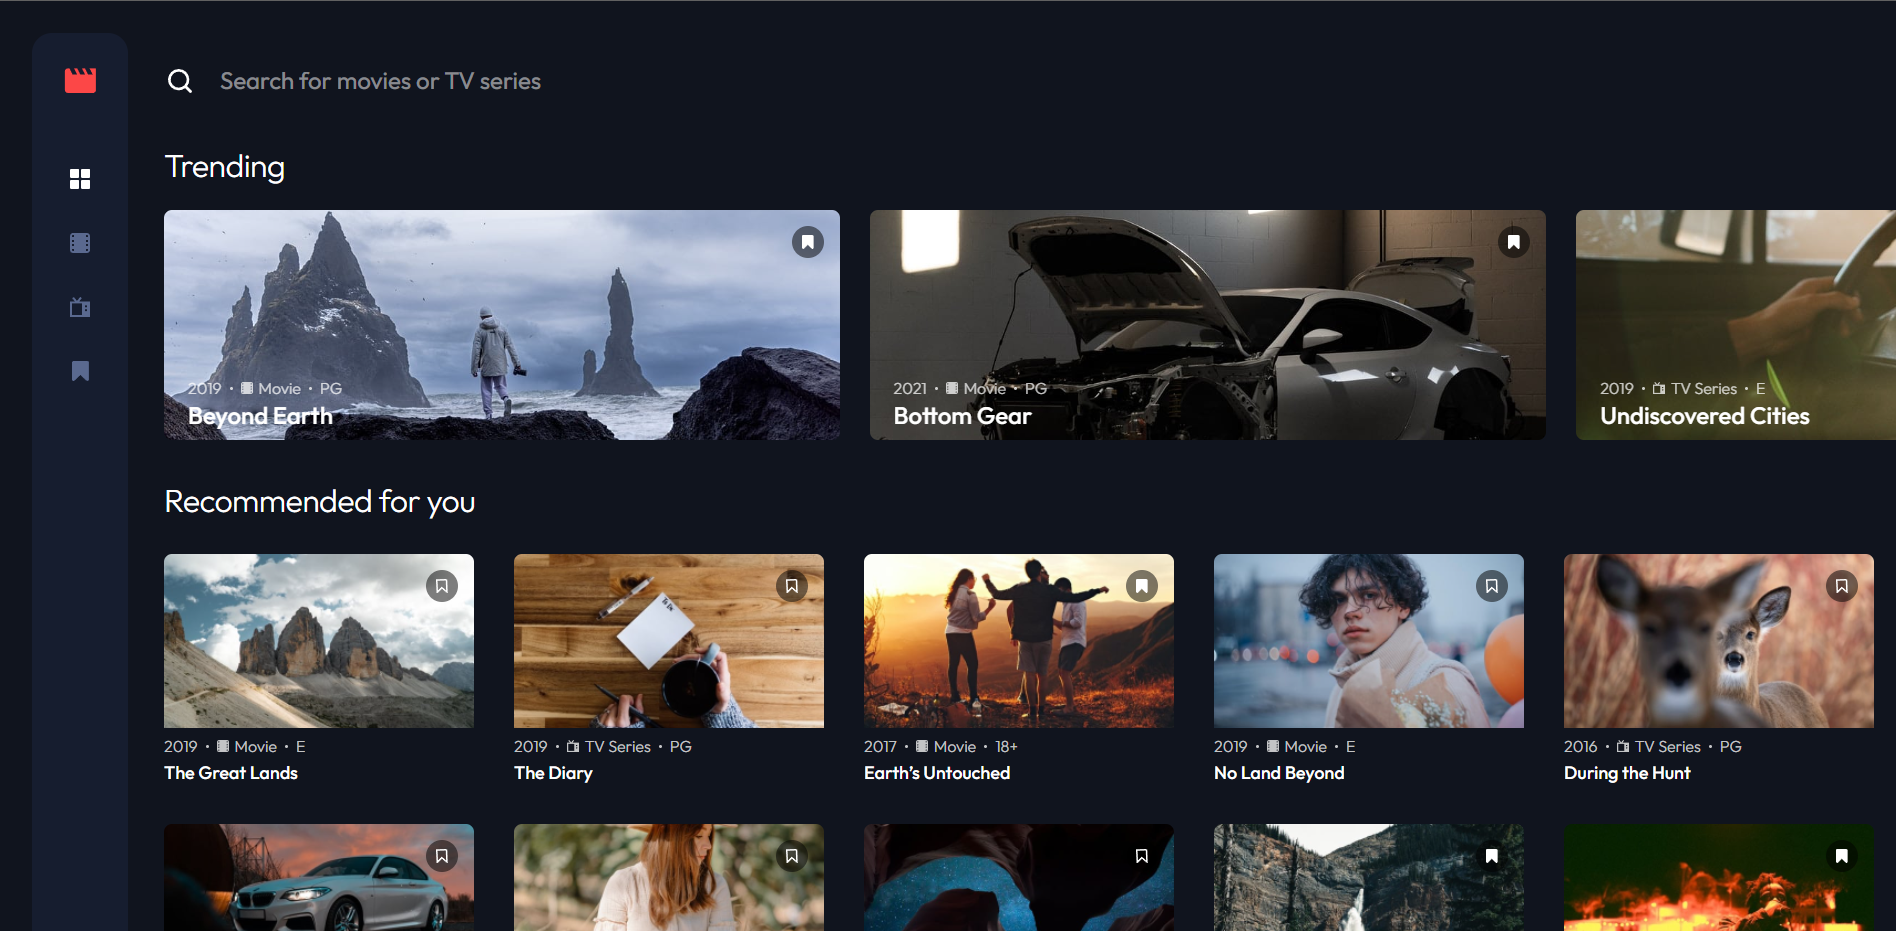 Search for movies or TV series
Trending
2019 • Movie • PG
Beyond Earth
2021 • Movie • PG
Bottom Gear
2019 • TV Series • E
Undiscovered Cities
Recommended for you
2019 • Movie • E
The Great Lands
2019 • TV Series • PG
The Diary
2017 • Movie • 18+
Earth’s Untouched
2019 • Movie • E
No Land Beyond
2016 • TV Series • PG
During the Hunt